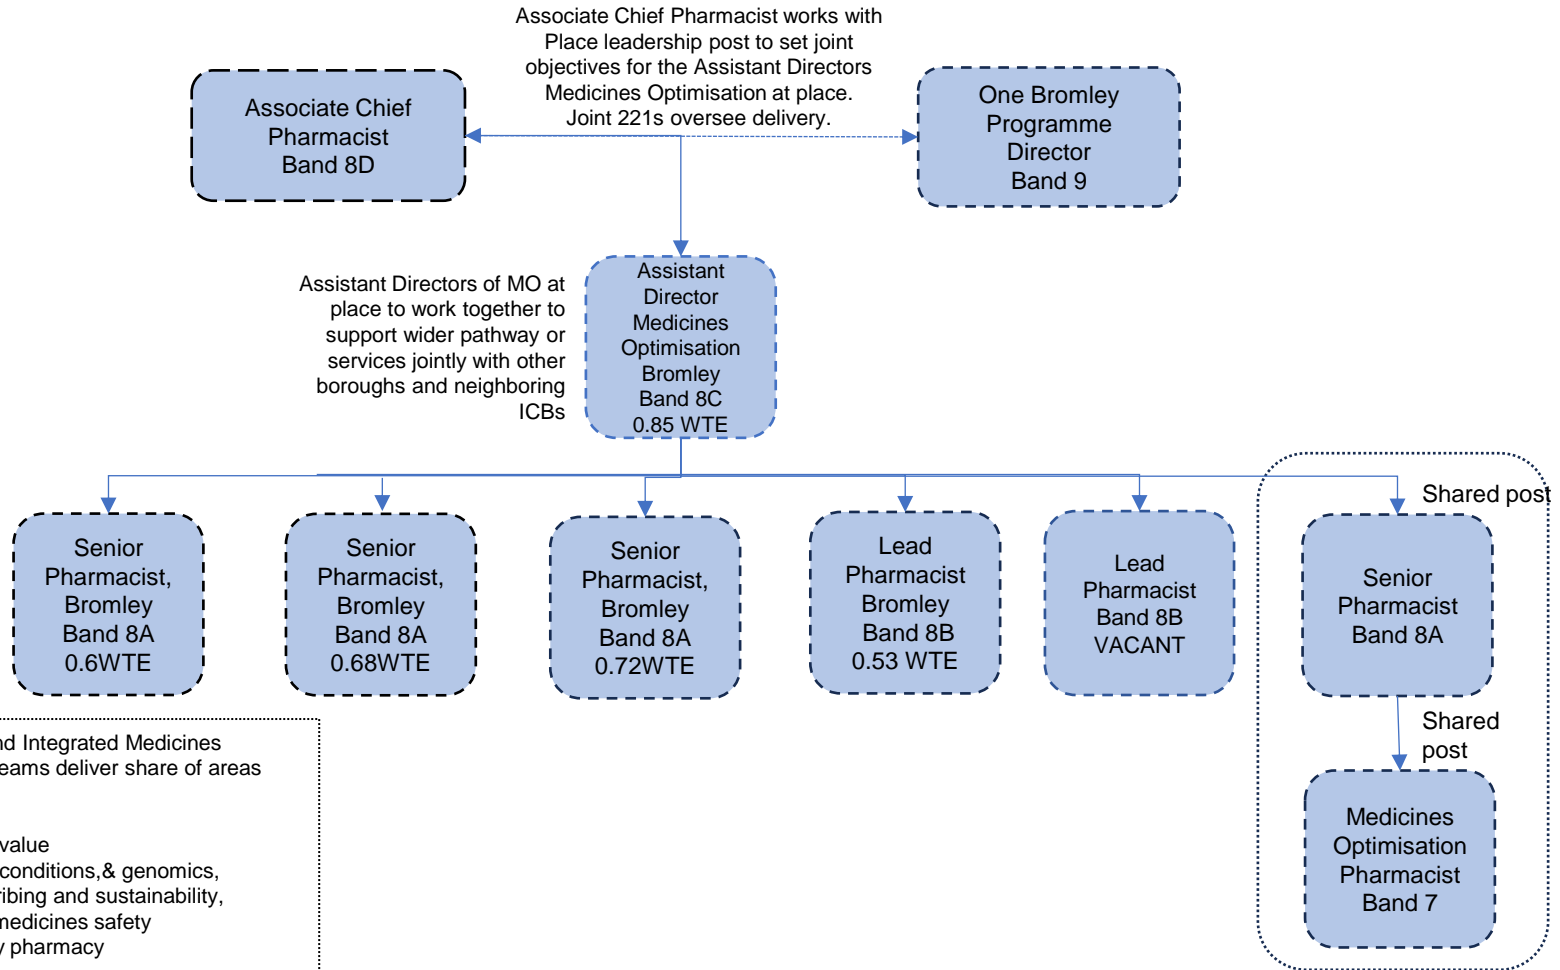 Associate Chief Pharmacist works with
Place leadership post to set joint
objectives for the Assistant Directors
Medicines Optimisation at place.
Joint 221s oversee delivery.
Associate Chief
Pharmacist
Band 8D
One Bromley
Programme
Director
Band 9
Assistant Directors of MO at
place to work together to
support wider pathway or
services jointly with other
boroughs and neighboring
ICBs
Assistant
Director
Medicines
Optimisation
Bromley
Band 8C
0.85 WTE
Senior
Pharmacist,
Bromley
Band 8A
0.6WTE
Senior
Pharmacist,
Bromley
Band 8A
0.68WTE
Senior
Pharmacist,
Bromley
Band 8A
0.72WTE
Lead
Pharmacist
Bromley
Band 8B
0.53 WTE
Lead
Pharmacist
Band 8B
VACANT
Shared post
Senior
Pharmacist
Band 8A
Shared
post
Medicines
Optimisation
Pharmacist
Band 7
Integrated Medicines
deliver share of areas
value
conditions,& genomics,
and sustainability,
medicines safety
pharmacy